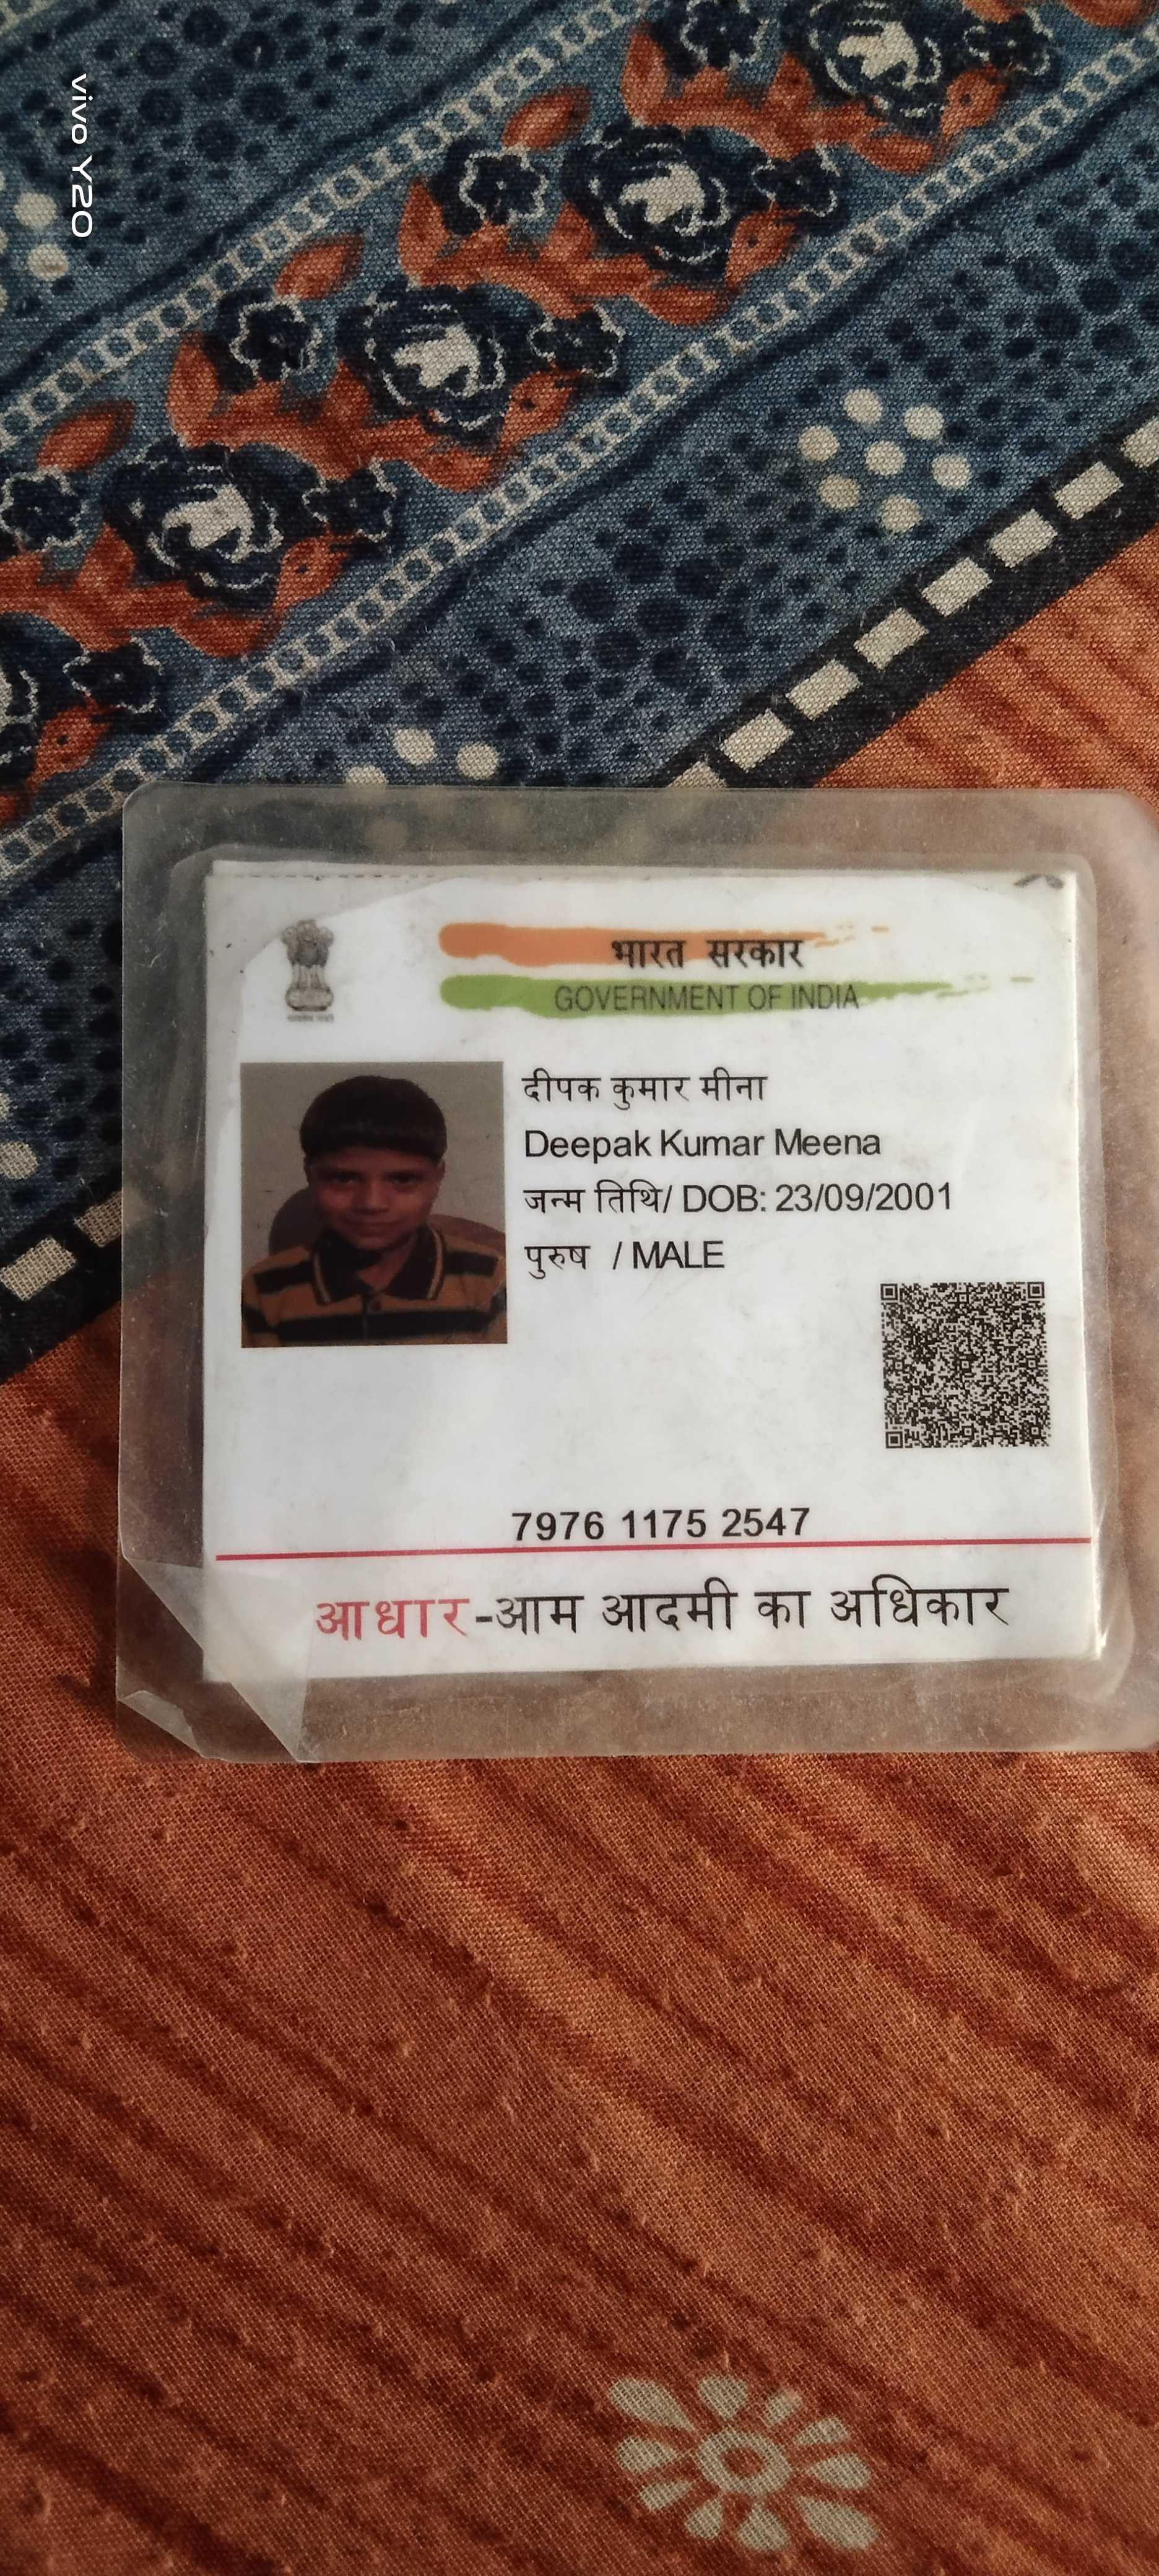 vivo Y20
भारत सरकार
GOVERNMENT OF INDIA
दीपक कुमार मीना
Deepak Kumar Meena
जन्म तिथि/ DOB: 23/09/2001
पुरुष / MALE
7976 1175 2547
आधार-आम आदमी का अधिकार